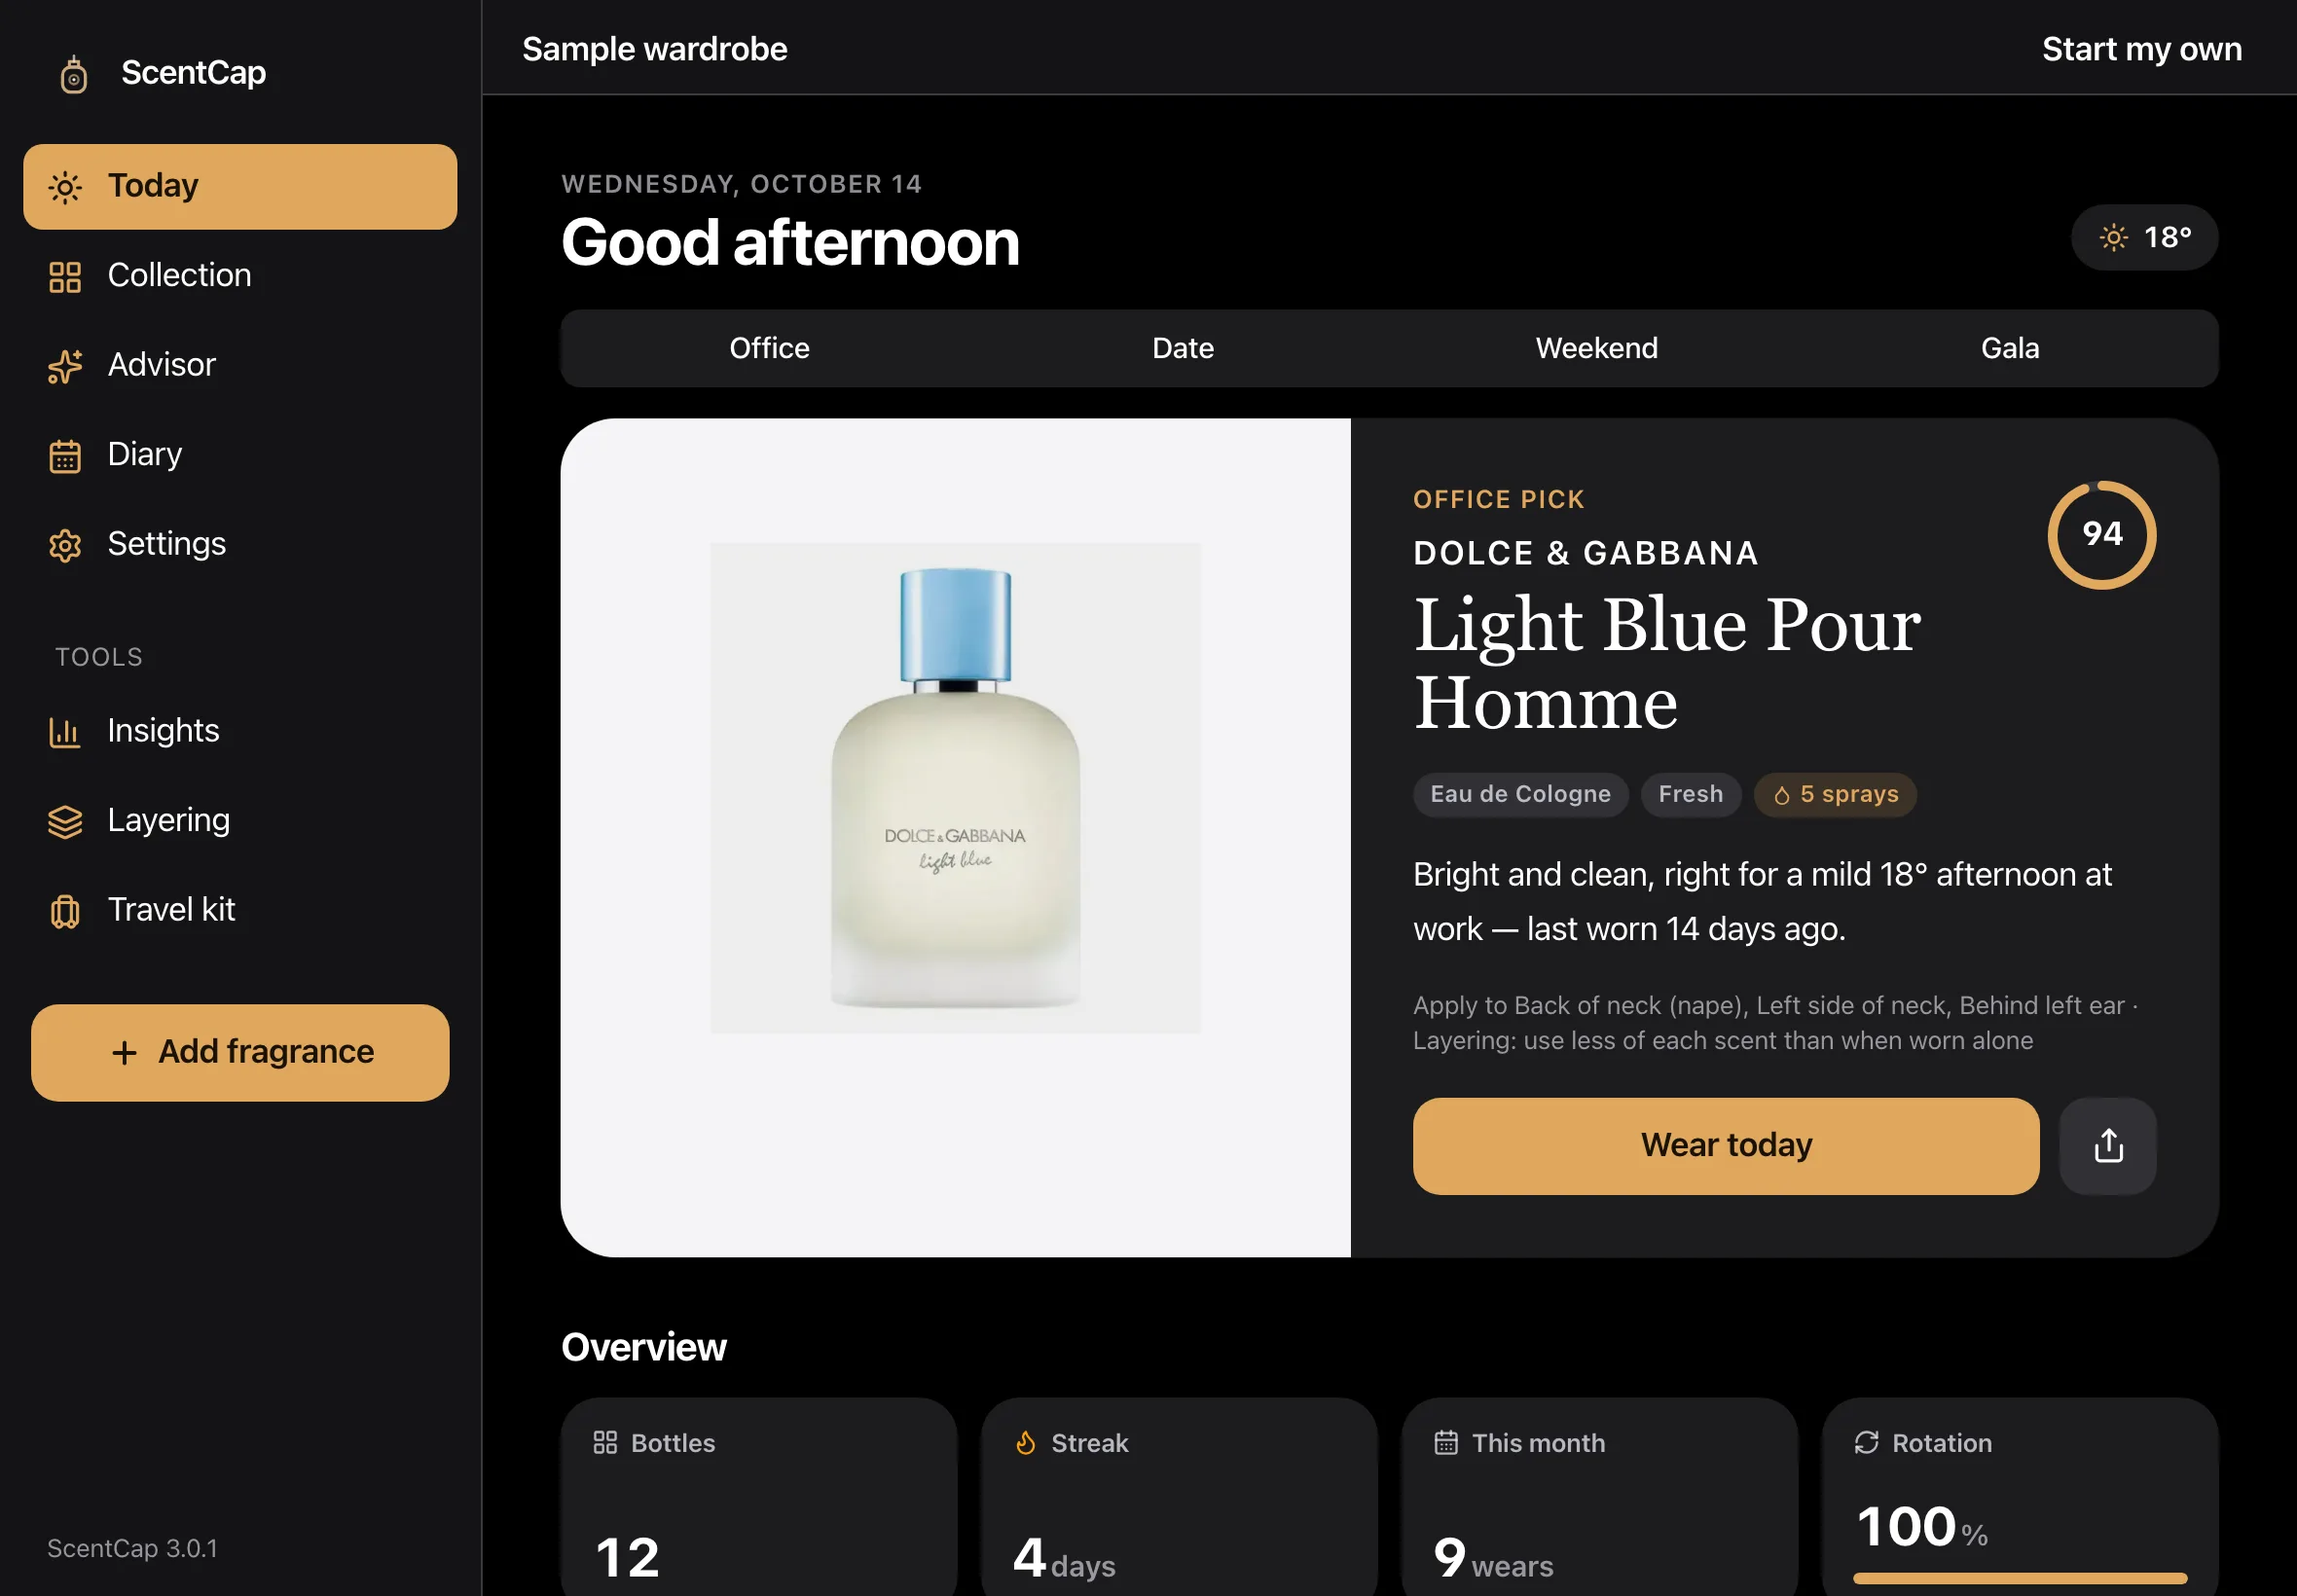 ScentCap
Today
Collection
Advisor
Diary
Settings
TOOLS
Insights
Layering
Travel kit
Add fragrance
ScentCap 3.0.1
Sample wardrobe
Start my own
WEDNESDAY, OCTOBER 14
Good afternoon
18°
Office
Date
Weekend
Gala
DOLCE & GABBANA
light blue
OFFICE PICK
94
DOLCE & GABBANA
Light Blue Pour
Homme
Eau de Cologne
Fresh
5 sprays
Bright and clean, right for a mild 18° afternoon at
work — last worn 14 days ago.
Apply to Back of neck (nape), Left side of neck, Behind left ear ·
Layering: use less of each scent than when worn alone
Wear today
Overview
Bottles
12
Streak
4 days
This month
9 wears
Rotation
100%